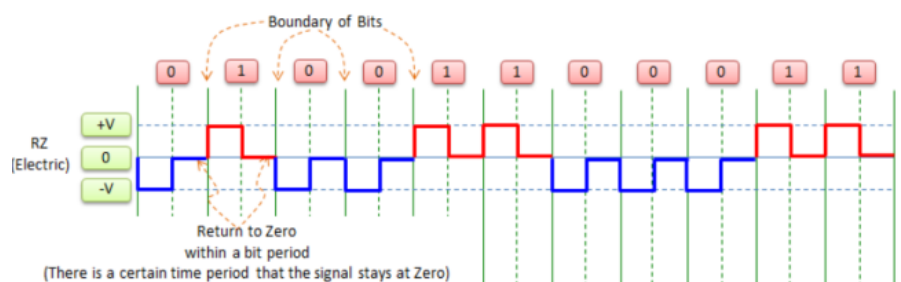 Boundary of Bits
0 1 0 0 1 1 0 0 0 1 1
+V
RZ
(Electric)
0
-V
Return to Zero
within a bit period
(There is a certain time period that the signal stays at Zero)